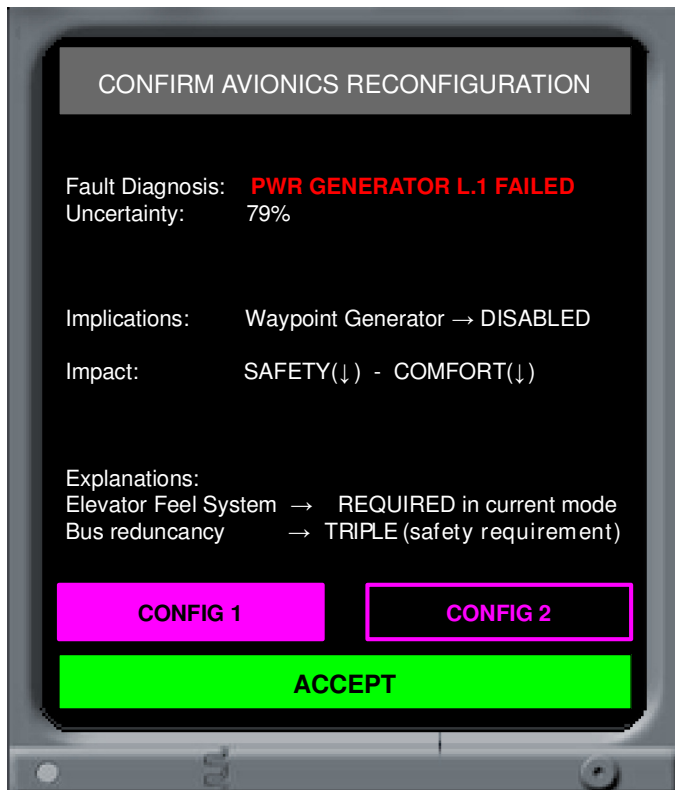 CONFIRM AVIONICS RECONFIGURATION
Fault Diagnosis: PWR GENERATOR L.1 FAILED
Uncertainty: 79%
Implications: Waypoint Generator → DISABLED
Impact: SAFETY(↓) - COMFORT(↓)
Explanations:
Elevator Feel System → REQUIRED in current mode
Bus reduncancy → TRIPLE (safety requirement)
CONFIG 1 CONFIG 2
ACCEPT